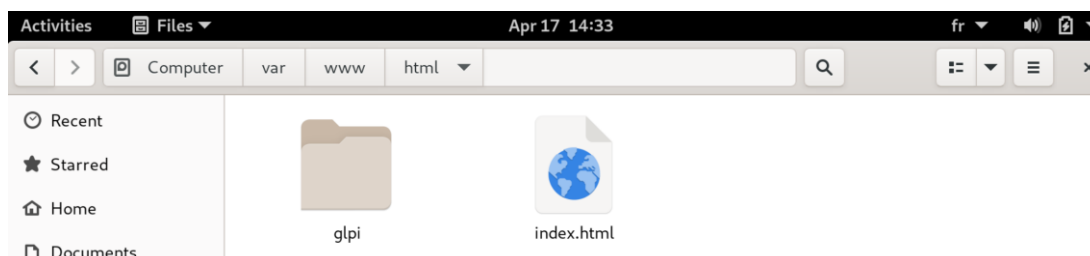 Activities Files Apr 17 14:33 fr
Computer var www html
Recent
Starred
Home
Documents
glpi index.html